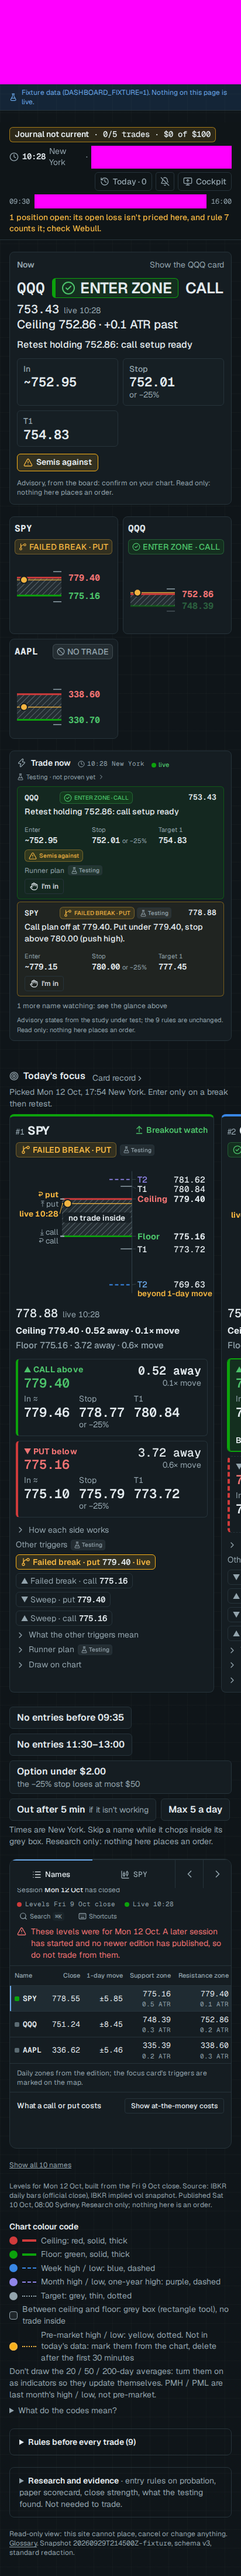 Fixture data (DASHBOARD_FIXTURE=1). Nothing on this page is
live.
Journal not current · 0/5 trades · $0 of $100
10:28 New York -
Today · 0
Cockpit
09:30
16:00
1 position open: its open loss isn't priced here, and rule 7
counts it; check Webull.
Now
Show the QQQ card
QQQ ENTER ZONE CALL
753.43 live 10:28
Ceiling 752.86 · +0.1 ATR past
Retest holding 752.86: call setup ready
In
~752.95
Stop
752.01
or −25%
T1
754.83
Semis against
Advisory, from the board: confirm on your chart. Read only:
nothing here places an order.
SPY
FAILED BREAK · PUT
779.40
775.16
QQQ
ENTER ZONE · CALL
752.86
748.39
AAPL
NO TRADE
338.60
330.70
Trade now 10:28 New York live
Testing · not proven yet
QQQ ENTER ZONE · CALL 753.43
Retest holding 752.86: call setup ready
Enter Stop Target 1
~752.95 752.01 or −25% 754.83
Semis against
Runner plan Testing
I'm in
SPY FAILED BREAK · PUT Testing 778.88
Call plan off at 779.40. Put under 779.40, stop
above 780.00 (push high).
Enter Stop Target 1
~779.15 780.00 or −25% 777.45
I'm in
1 more name watching: see the glance above
Advisory states from the study under test; the 9 rules are unchanged.
Read only: nothing here places an order.
Today's focus Card record
Picked Mon 12 Oct, 17:54 New York. Enter only on a break
then retest.
#1 SPY Breakout watch
FAILED BREAK · PUT Testing
T2 781.62
T1 780.84
Ceiling 779.40
put
put
live 10:28
no trade inside
call
call
Floor 775.16
T1 773.72
T2 769.63
beyond 1-day move
778.88 live 10:28
Ceiling 779.40 · 0.52 away · 0.1× move
Floor 775.16 · 3.72 away · 0.6× move
▲ CALL above 0.52 away
779.40 0.1× move
In ≈ Stop T1
779.46 778.77 780.84
or −25%
▼ PUT below 3.72 away
775.16 0.6× move
In ≈ Stop T1
775.10 775.79 773.72
or −25%
How each side works
Other triggers Testing
Failed break · put 779.40 · live
▲ Failed break · call 775.16
▼ Sweep · put 779.40
▲ Sweep · call 775.16
What the other triggers mean
Runner plan Testing
Draw on chart
#2
No entries before 09:35
No entries 11:30–13:00
Option under $2.00
the −25% stop loses at most $50
Out after 5 min if it isn't working
Max 5 a day
Times are New York. Skip a name while it chops inside its
grey box. Research only: nothing here places an order.
Names
SPY
Session Mon 12 Oct has closed
Levels Fri 9 Oct close Live 10:28
Search ⌘K Shortcuts
These levels were for Mon 12 Oct. A later session
has started and no newer edition has published, so
do not trade from them.
Name Close 1-day move Support zone Resistance zone
SPY 778.55 ±5.85 775.16 779.40
0.5 ATR 0.1 ATR
QQQ 751.24 ±8.45 748.39 752.86
0.3 ATR 0.2 ATR
AAPL 336.62 ±5.46 335.39 338.60
0.2 ATR 0.3 ATR
Daily zones from the edition; the focus card's triggers are
marked on the map.
What a call or put costs
Show at-the-money costs
Show all 10 names
Levels for Mon 12 Oct, built from the Fri 9 Oct close. Source: IBKR
daily bars (official close), IBKR implied vol snapshot. Published Sat
10 Oct, 08:00 Sydney. Research only; nothing here is an order.
Chart colour code
Ceiling: red, solid, thick
Floor: green, solid, thick
Week high / low: blue, dashed
Month high / low, one-year high: purple, dashed
Target: grey, thin, dotted
Between ceiling and floor: grey box (rectangle tool), no
trade inside
Pre-market high / low: yellow, dotted. Not in
today's data: mark them from the chart, delete
after the first 30 minutes
Don't draw the 20 / 50 / 200-day averages: turn them on
as indicators so they update themselves. PMH / PML are
last month's high / low, not pre-market.
▶ What do the codes mean?
▶ Rules before every trade (9)
▶ Research and evidence · entry rules on probation,
paper scorecard, close strength, what the testing
found. Not needed to trade.
Read-only view: this site cannot place, cancel or change anything.
Glossary. Snapshot 20260929T214500Z-fixture, schema v3,
standard redaction.